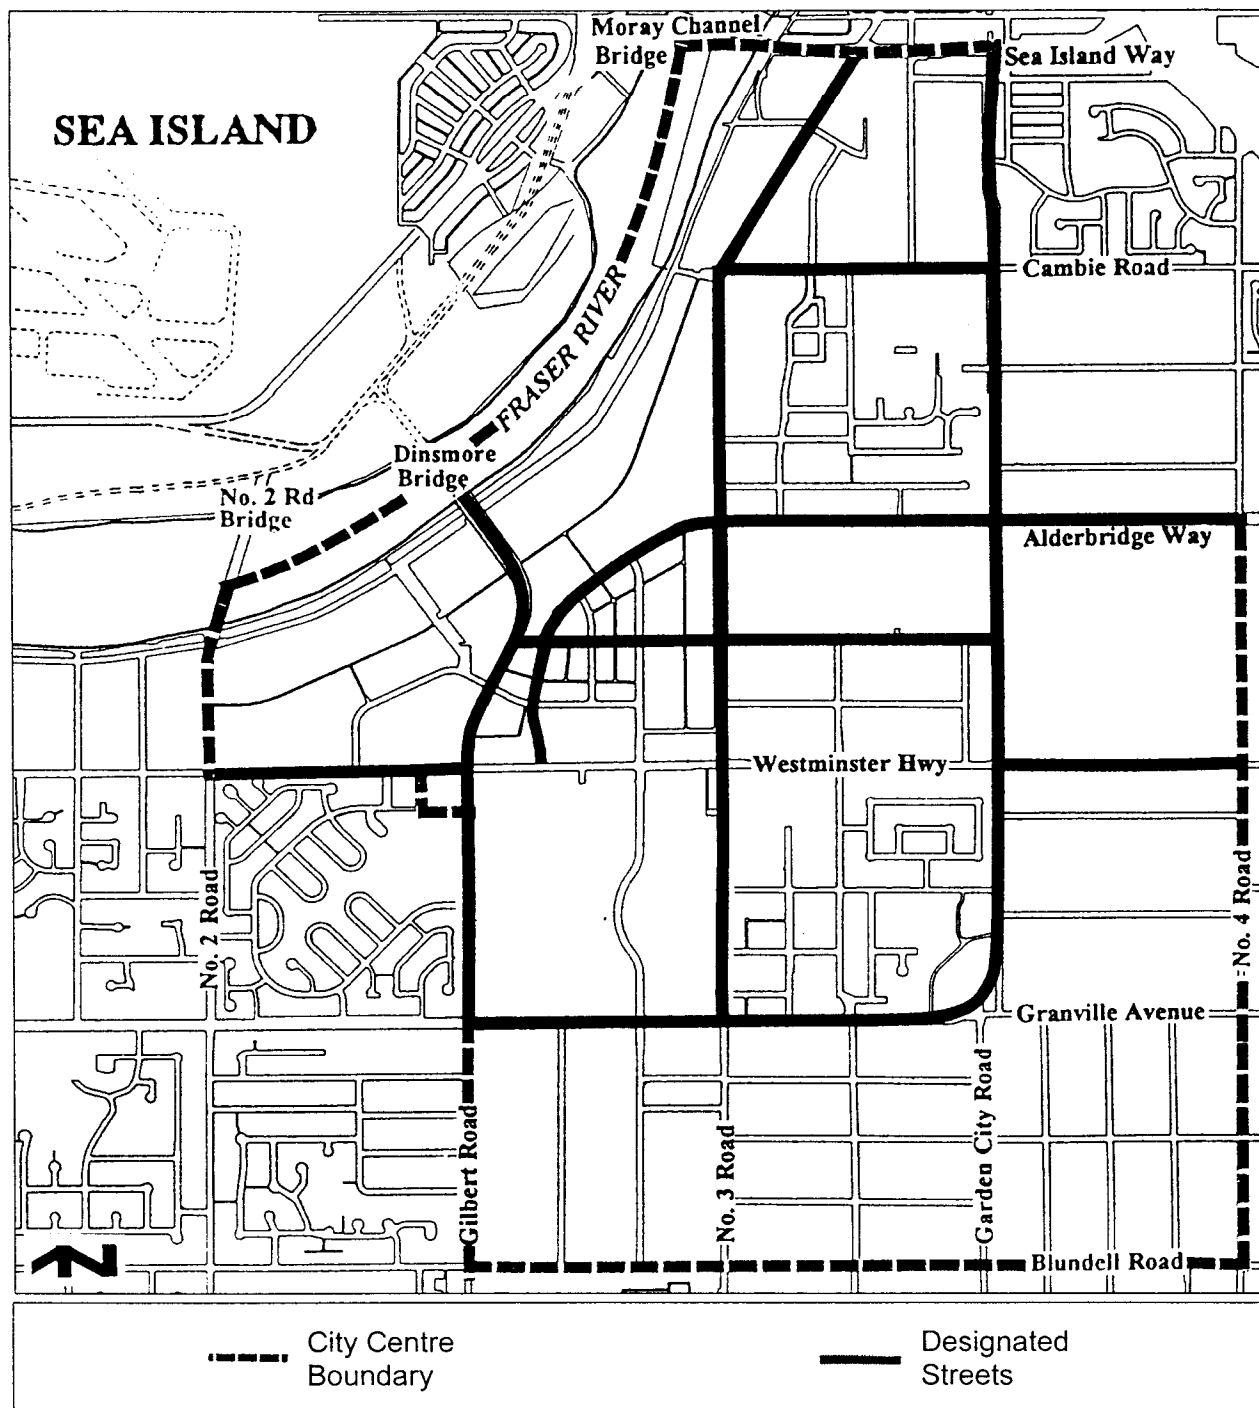 Moray Channel
Bridge
Sea Island Way
SEA ISLAND
Cambie Road
FRASER RIVER
Dinsmore
Bridge
No. 2 Rd
Bridge
Alderbridge Way
Westminster Hwy
No. 2 Road
No. 4 Road
Granville Avenue
Gilbert Road
No. 3 Road
Garden City Road
Blundell Road
N
City Centre
Boundary
Designated
Streets